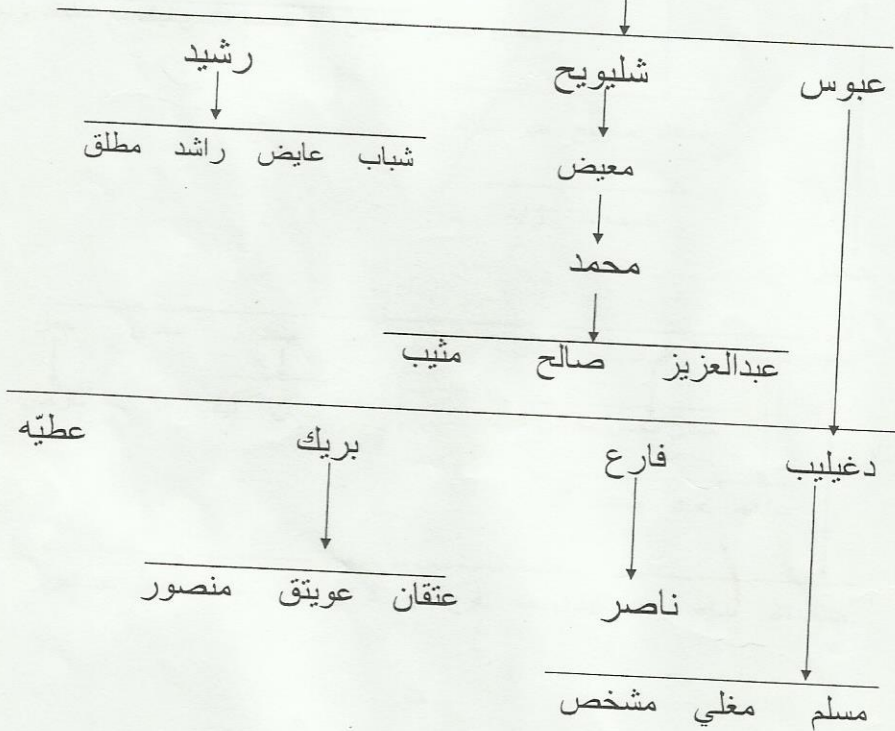 عبوس شليويح رشيد
شباب عايض راشد مطلق
معيض
محمد
عبدالعزيز صالح مثيب
دغيليب فارع بريك عطيّه
عتقان عويتق منصور
ناصر
مسلم مغلي مشخص